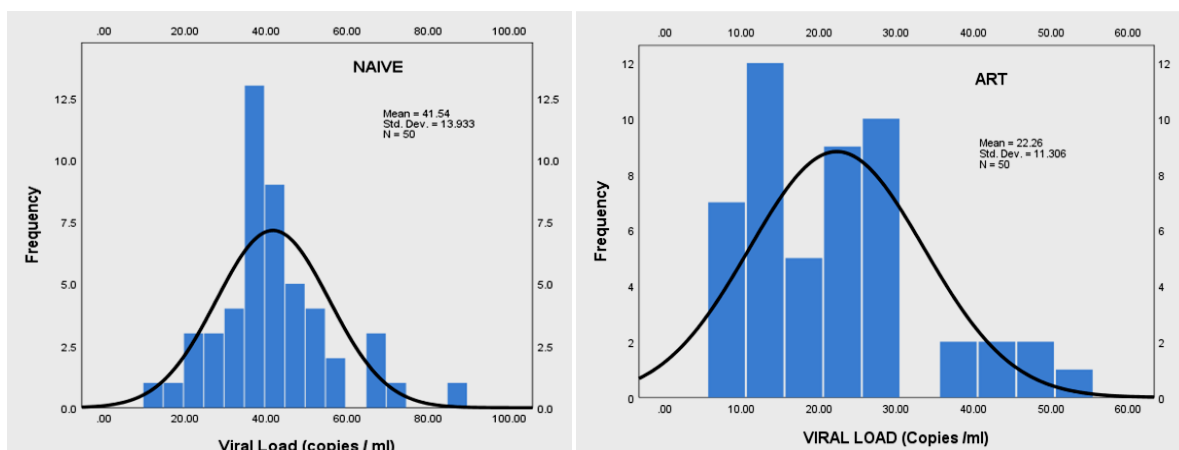 .00 20.00 40.00 60.00 80.00 100.00
NAIVE
Mean = 41.54
Std. Dev. = 13.933
N = 50
12.5 12.5
10.0 10.0
7.5 7.5
5.0 5.0
2.5 2.5
0.0 0.0
Frequency
.00 20.00 40.00 60.00 80.00 100.00
Viral Load (copies / ml)
.00 10.00 20.00 30.00 40.00 50.00 60.00
ART
Mean = 22.26
Std. Dev. = 11.306
N = 50
12 12
10 10
8 8
6 6
4 4
2 2
0 0
Frequency
.00 10.00 20.00 30.00 40.00 50.00 60.00
VIRAL LOAD (Copies /ml)